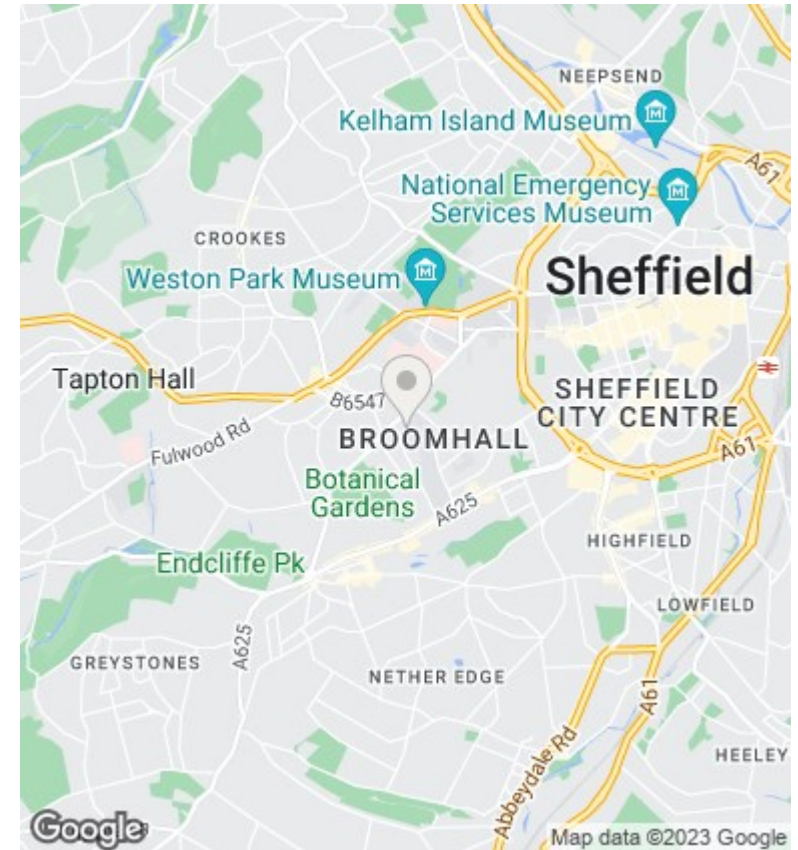 NEEPSEND
Kelham Island Museum
A61
National Emergency
Services Museum
CROOKES
Weston Park Museum
Sheffield
Tapton Hall
B6547
SHEFFIELD
CITY CENTRE
Fulwood Rd
BROOMHALL
A61
Botanical
Gardens
A625
HIGHFIELD
Endcliffe Pk
LOWFIELD
A625
GREYSTONES
NETHER EDGE
A61
HEELEY
Abbeydale Rd
Google
Map data ©2023 Google